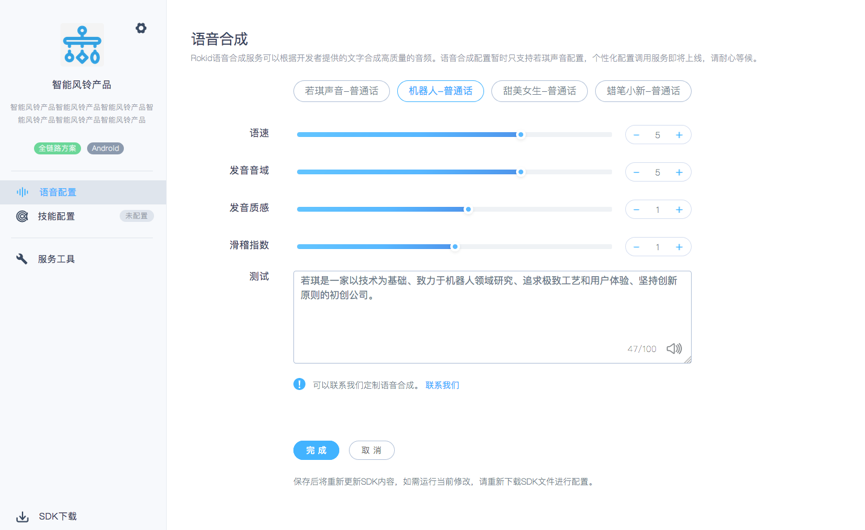 智能风铃产品
智能风铃产品智能风铃产品智能风铃产品智
能风铃产品智能风铃产品智能风铃产品
全链路方案 Android
语音配置
技能配置 未配置
服务工具
SDK下载
语音合成
Rokid语音合成服务可以根据开发者提供的文字合成高质量的音频。语音合成配置暂时只支持若琪声音配置，个性化配置调用服务即将上线，请耐心等候。
若琪声音-普通话 机器人-普通话 甜美女生-普通话 蜡笔小新-普通话
语速 − 5 +
发音音域 − 5 +
发音质感 − 1 +
滑稽指数 − 1 +
测试
若琪是一家以技术为基础、致力于机器人领域研究、追求极致工艺和用户体验、坚持创新
原则的初创公司。
47/100
可以联系我们定制语音合成。 联系我们
完成 取消
保存后将重新更新SDK内容，如需运行当前修改，请重新下载SDK文件进行配置。